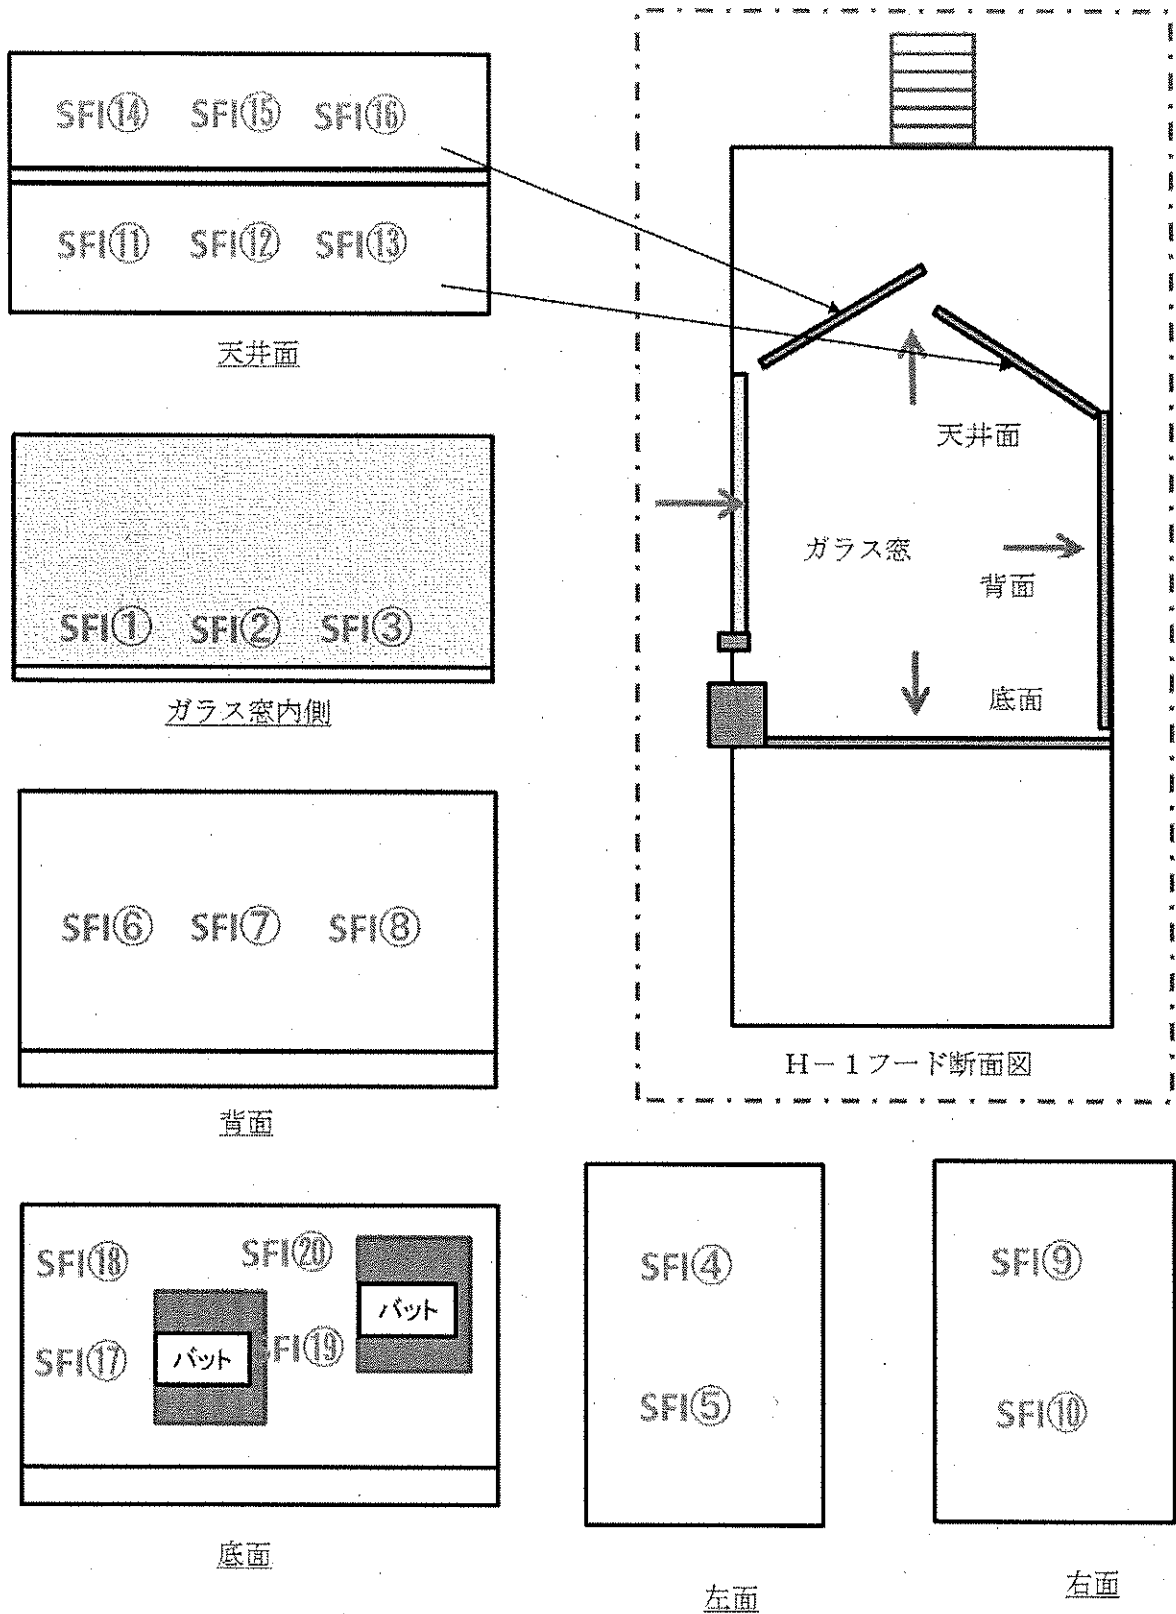 SFI⑭ SFI⑮ SFI⑯
SFI⑪ SFI⑫ SFI⑬
天井面
SFI① SFI② SFI③
ガラス窓内側
SFI⑥ SFI⑦ SFI⑧
背面
SFI⑱ SFI⑳
バット
SFI⑰ バット SFI⑲
底面
天井面
ガラス窓
背面
底面
H-1フード断面図
SFI④
SFI⑤
左面
SFI⑨
SFI⑩
右面